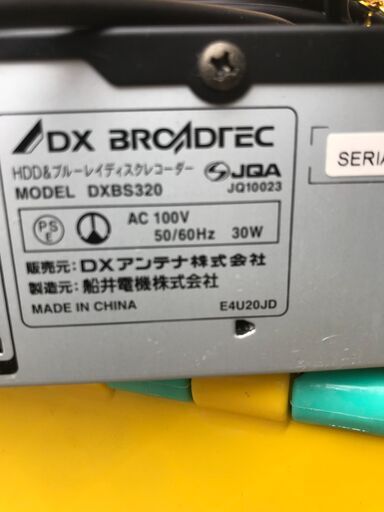 DX BROADTEC
HDD&ブルーレイディスクレコーダー
JQA
MODEL DXBS320
JQ10023
PS
E
AC 100V
50/60Hz 30W
販売元:DXアンテナ株式会社
製造元:船井電機株式会社
MADE IN CHINA
E4U20JD
SERIA